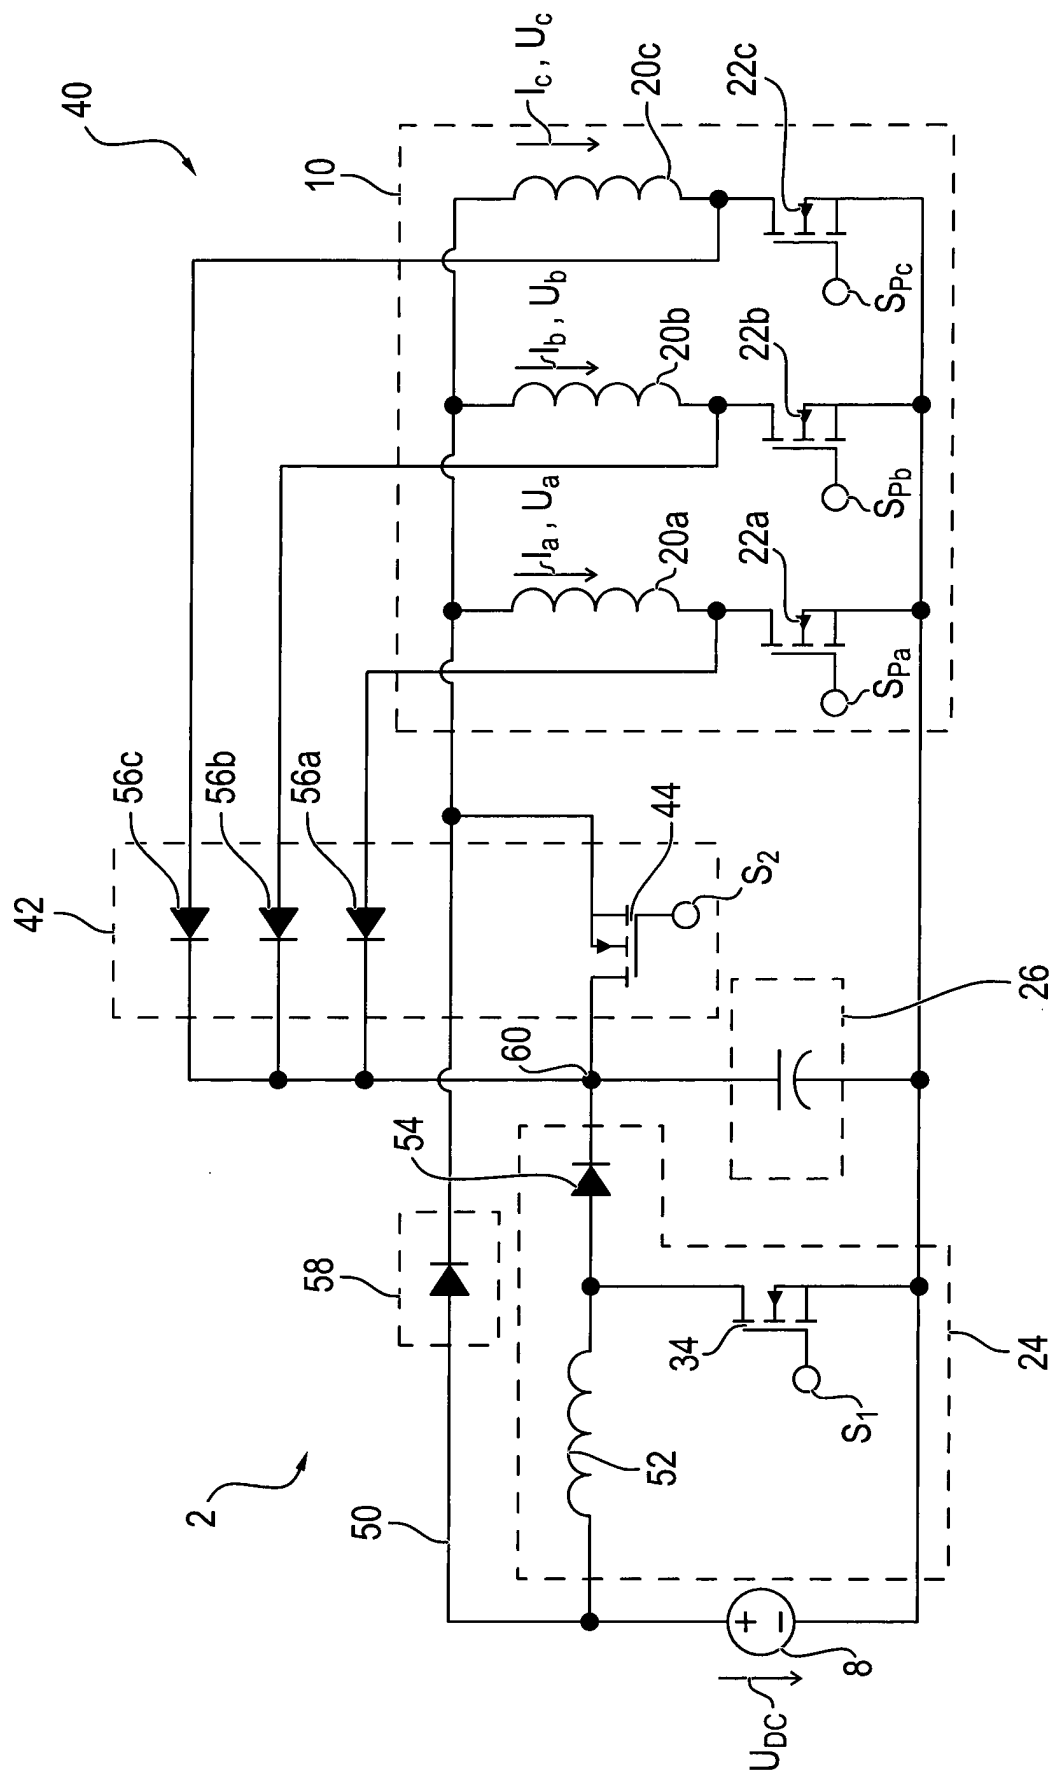 40
10
I_c, U_c
20c
22c
S_Pc
I_b, U_b
20b
22b
S_Pb
I_a, U_a
20a
22a
S_Pa
42
56c
56b
56a
44
S_2
60
26
54
58
34
S_1
24
2
50
52
+
−
8
U_DC